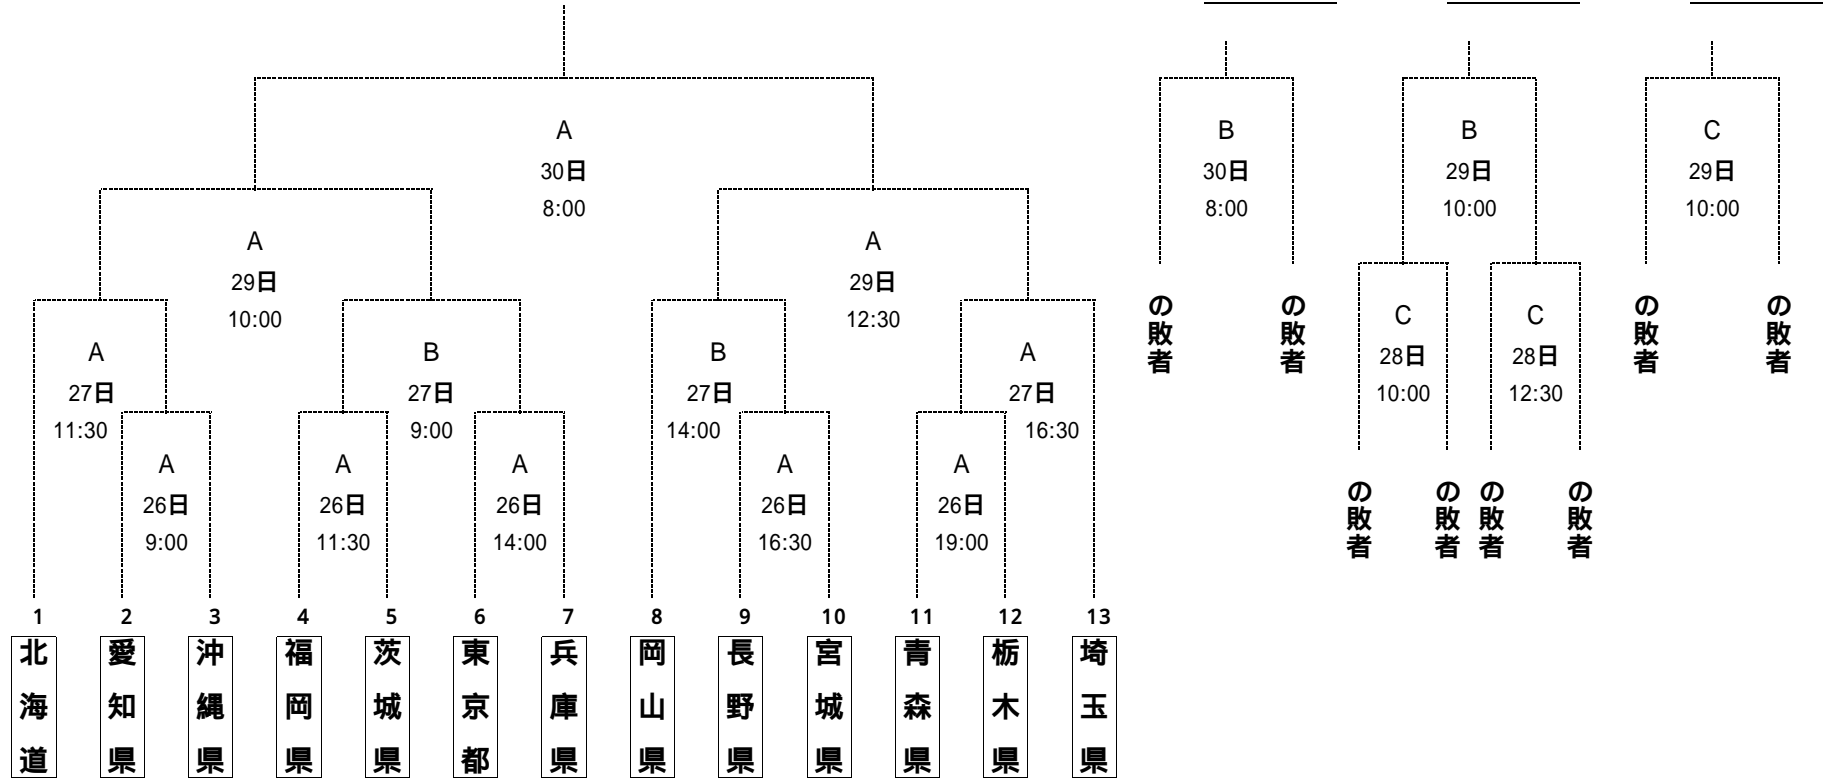 A
30日
8:00
B
30日
8:00
B
29日
10:00
C
29日
10:00
A
29日
10:00
A
29日
12:30
の敗者
の敗者
C
28日
10:00
C
28日
12:30
の敗者
の敗者
A
27日
11:30
B
27日
9:00
B
27日
14:00
A
27日
16:30
A
26日
9:00
A
26日
11:30
A
26日
14:00
A
26日
16:30
A
26日
19:00
の敗者
の敗者
の敗者
の敗者
1 2 3 4 5 6 7 8 9 10 11 12 13
北海道
愛知県
沖縄県
福岡県
茨城県
東京都
兵庫県
岡山県
長野県
宮城県
青森県
栃木県
埼玉県